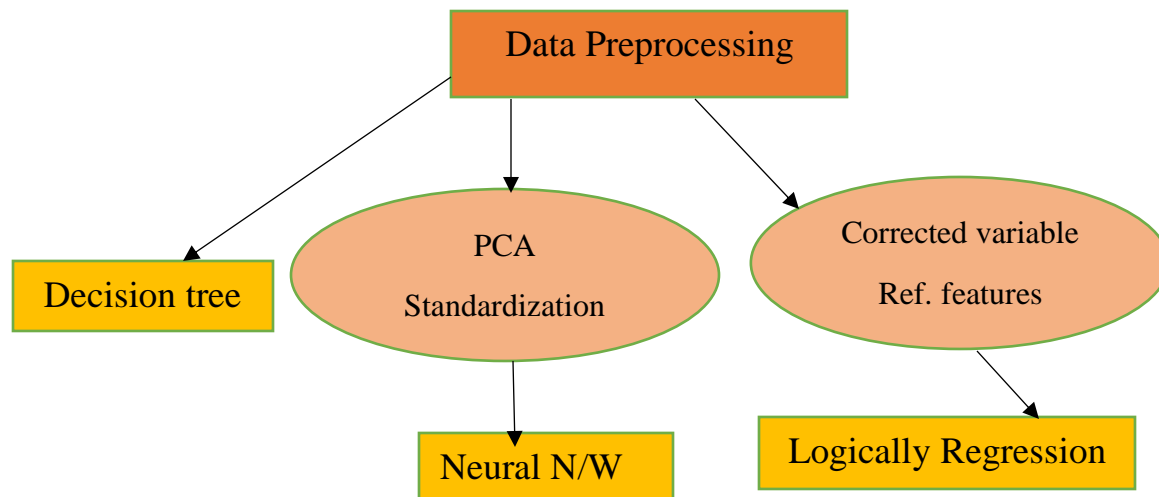 Data Preprocessing
Decision tree
PCA
Standardization
Corrected variable
Ref. features
Neural N/W
Logically Regression